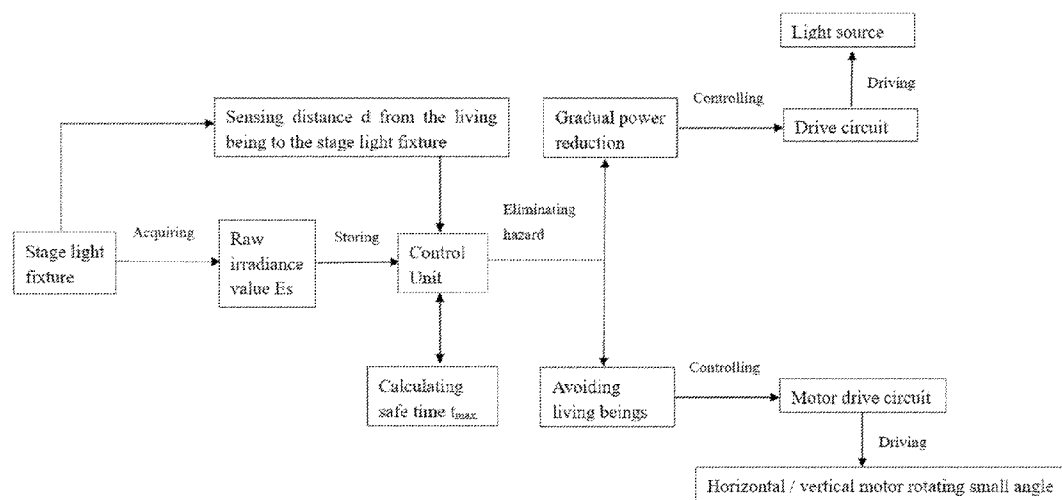 Light source
Controlling
Driving
Sensing distance d from the living
being to the stage light fixture
Gradual power
reduction
Drive circuit
Eliminating
hazard
Acquiring
Storing
Stage light
fixture
Raw
irradiance
value Es
Control
Unit
Controlling
Calculating
safe time tmax
Avoiding
living beings
Motor drive circuit
Driving
Horizontal / vertical motor rotating small angle